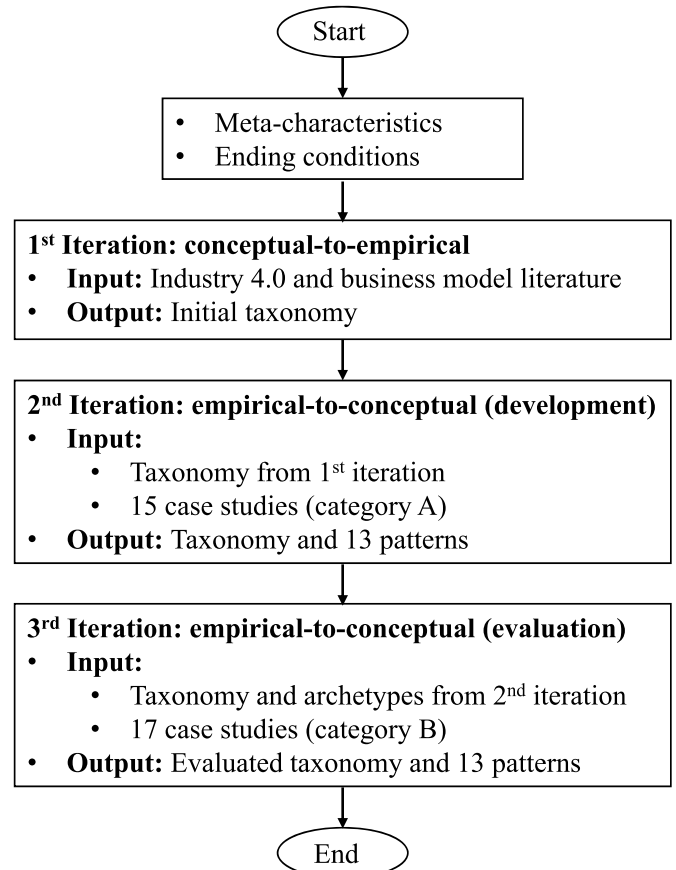 Start
• Meta-characteristics
• Ending conditions
1st Iteration: conceptual-to-empirical
• Input: Industry 4.0 and business model literature
• Output: Initial taxonomy
2nd Iteration: empirical-to-conceptual (development)
• Input:
• Taxonomy from 1st iteration
• 15 case studies (category A)
• Output: Taxonomy and 13 patterns
3rd Iteration: empirical-to-conceptual (evaluation)
• Input:
• Taxonomy and archetypes from 2nd iteration
• 17 case studies (category B)
• Output: Evaluated taxonomy and 13 patterns
End